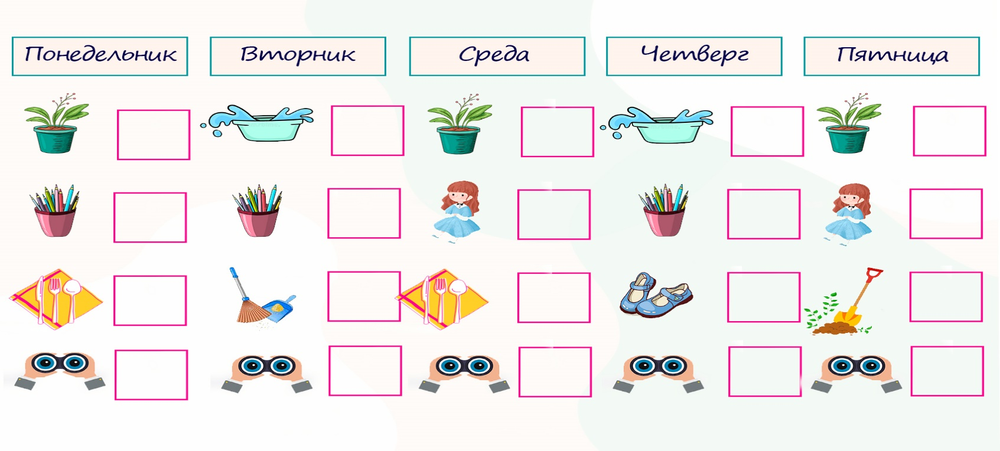 Понедельник
Вторник
Среда
Четверг
Пятница